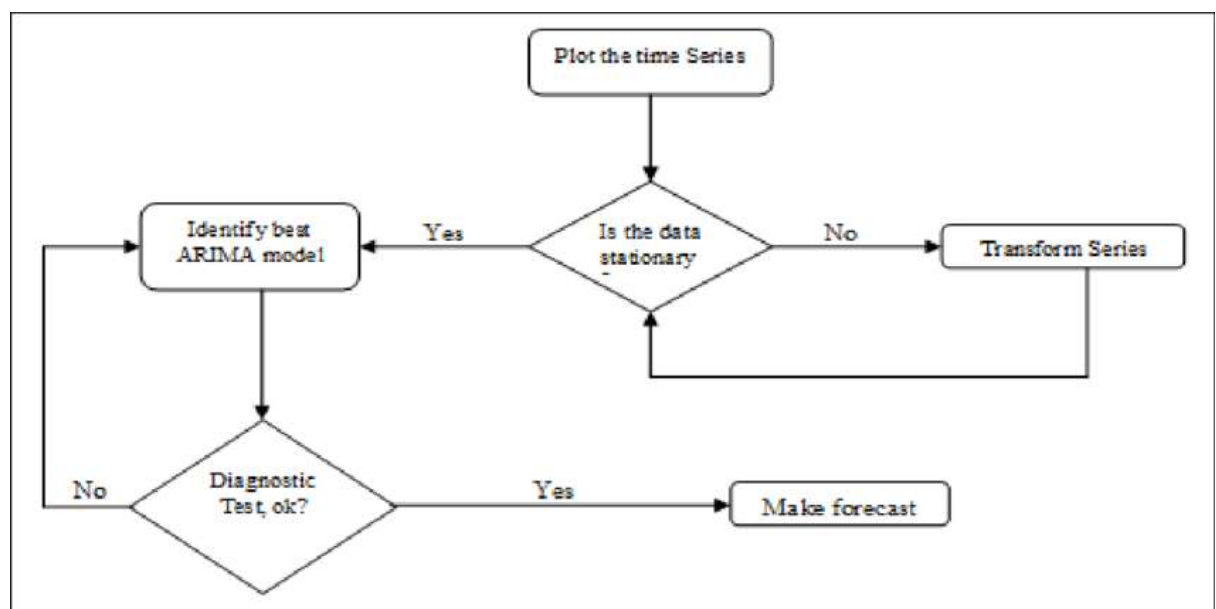 Plot the time Series
Identify best
ARIMA model
Yes
Is the data
stationary
No
Transform Series
Diagnostic
Test, ok?
No
Yes
Make forecast